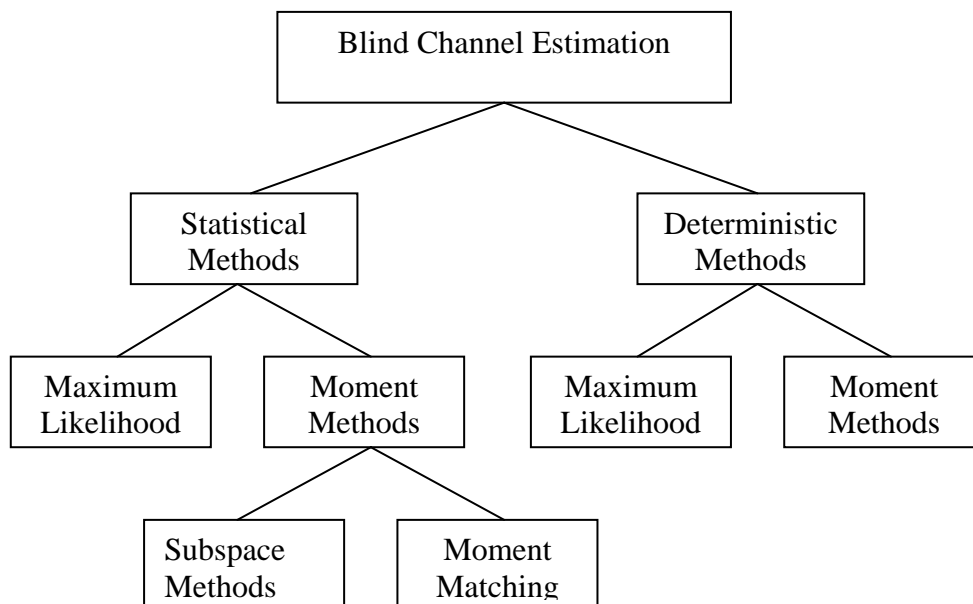 Blind Channel Estimation
Statistical
Methods
Deterministic
Methods
Maximum
Likelihood
Moment
Methods
Maximum
Likelihood
Moment
Methods
Subspace
Methods
Moment
Matching